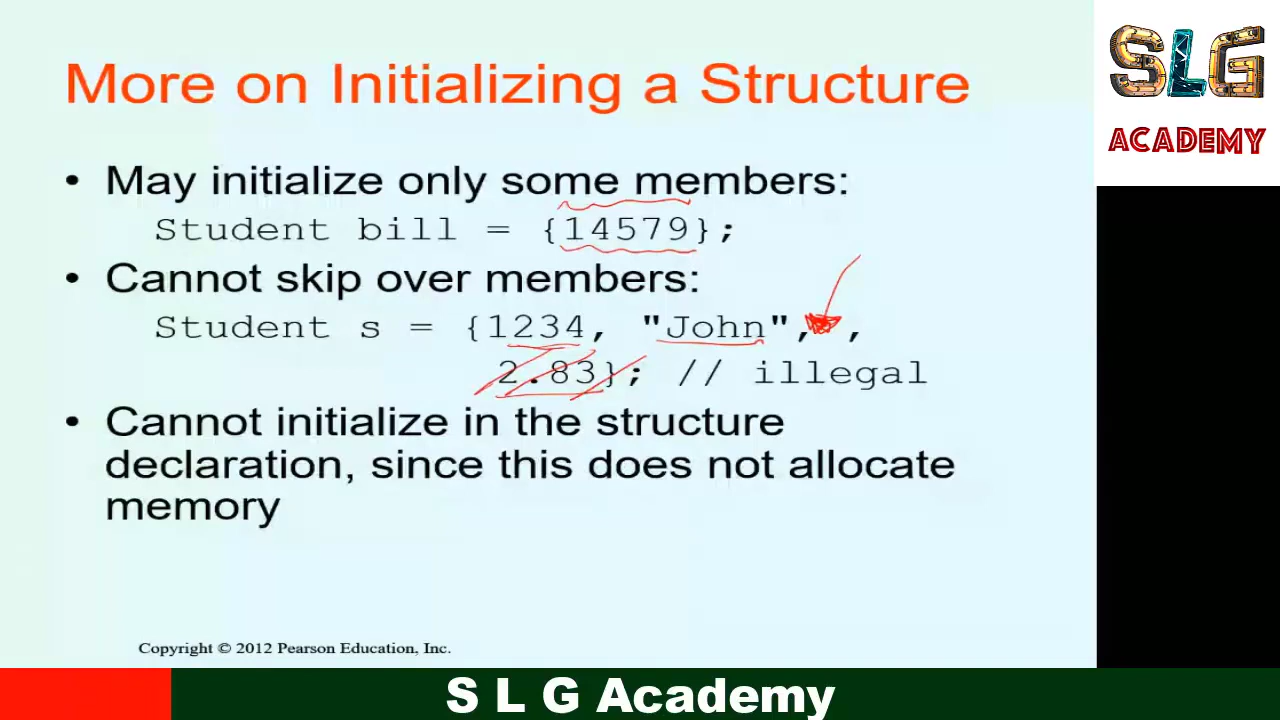 More on Initializing a Structure
SLG
ACADEMY
• May initialize only some members:
Student bill = {14579};
• Cannot skip over members:
Student s = {1234, "John", ,
2.83}; // illegal
• Cannot initialize in the structure
declaration, since this does not allocate
memory
Copyright © 2012 Pearson Education, Inc.
S L G Academy